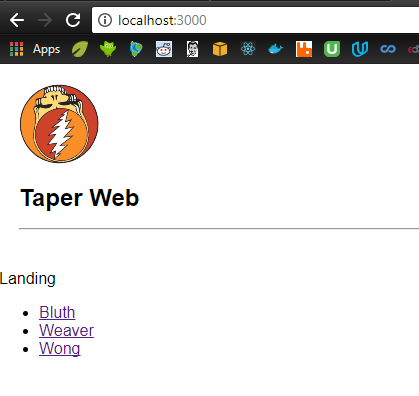 localhost:3000
Apps
Taper Web
Landing
Bluth
Weaver
Wong